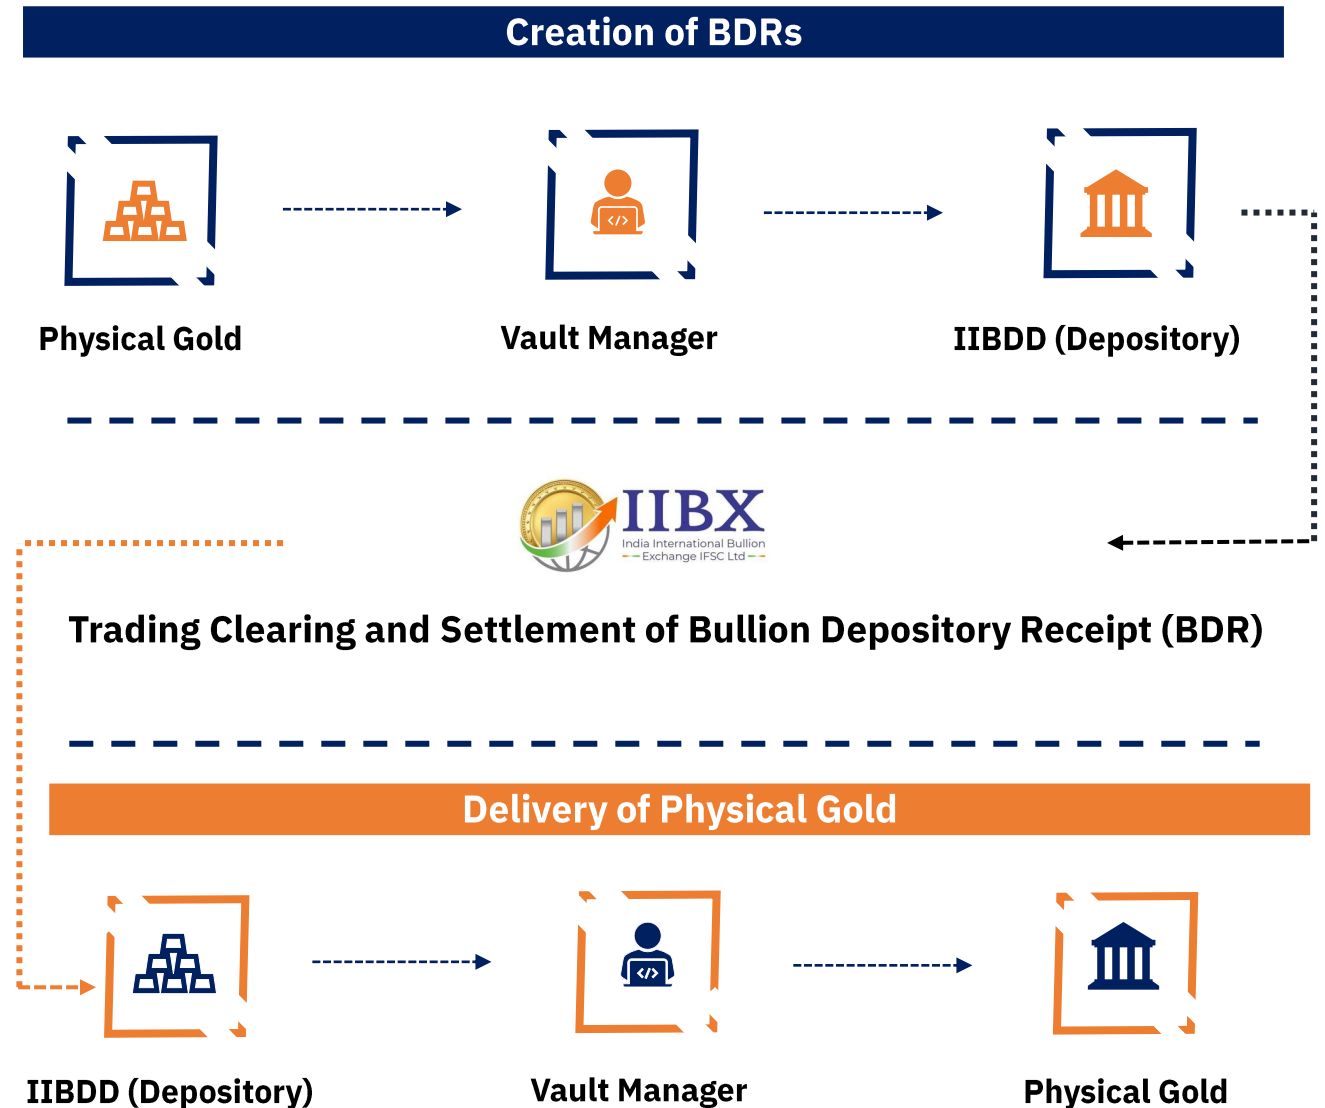 Creation of BDRs
Physical Gold
Vault Manager
IIBDD (Depository)
IIBX
India International Bullion
Exchange IFSC Ltd
Trading Clearing and Settlement of Bullion Depository Receipt (BDR)
Delivery of Physical Gold
IIBDD (Depository)
Vault Manager
Physical Gold